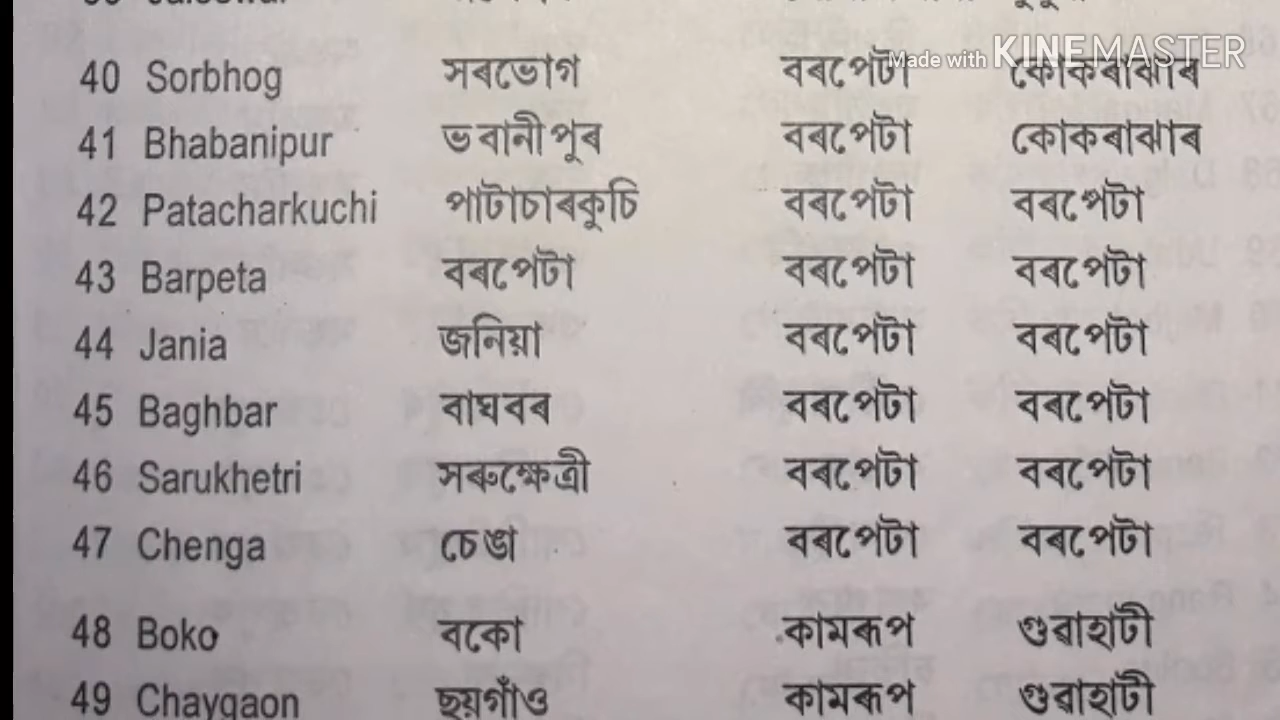 Made with KINEMASTER
40 Sorbhog সৰভোগ বৰপেটা কোকৰাঝাৰ
41 Bhabanipur ভবানীপুৰ বৰপেটা কোকৰাঝাৰ
42 Patacharkuchi পাটাচাৰকুচি বৰপেটা বৰপেটা
43 Barpeta বৰপেটা বৰপেটা বৰপেটা
44 Jania জনিয়া বৰপেটা বৰপেটা
45 Baghbar বাঘবৰ বৰপেটা বৰপেটা
46 Sarukhetri সৰুক্ষেত্ৰী বৰপেটা বৰপেটা
47 Chenga চেঙা বৰপেটা বৰপেটা
48 Boko বকো কামৰূপ গুৱাহাটী
49 Chaygaon ছয়গাঁও কামৰূপ গুৱাহাটী